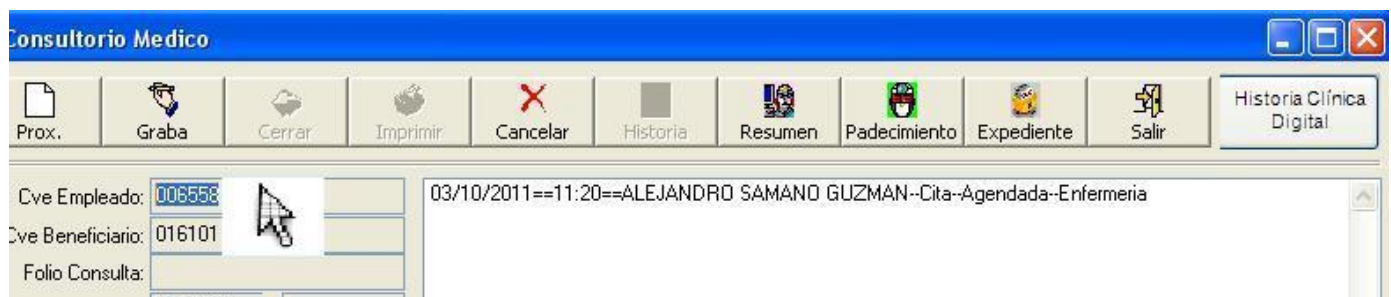 Consultorio Medico
Prox. Graba Cerrar Imprimir Cancelar Historia Resumen Padecimiento Expediente Salir Historia Clínica
Digital
Cve Empleado: 006558 03/10/2011==11:20==ALEJANDRO SAMANO GUZMAN--Cita--Agendada--Enfermeria
Cve Beneficiario: 016101
Folio Consulta: